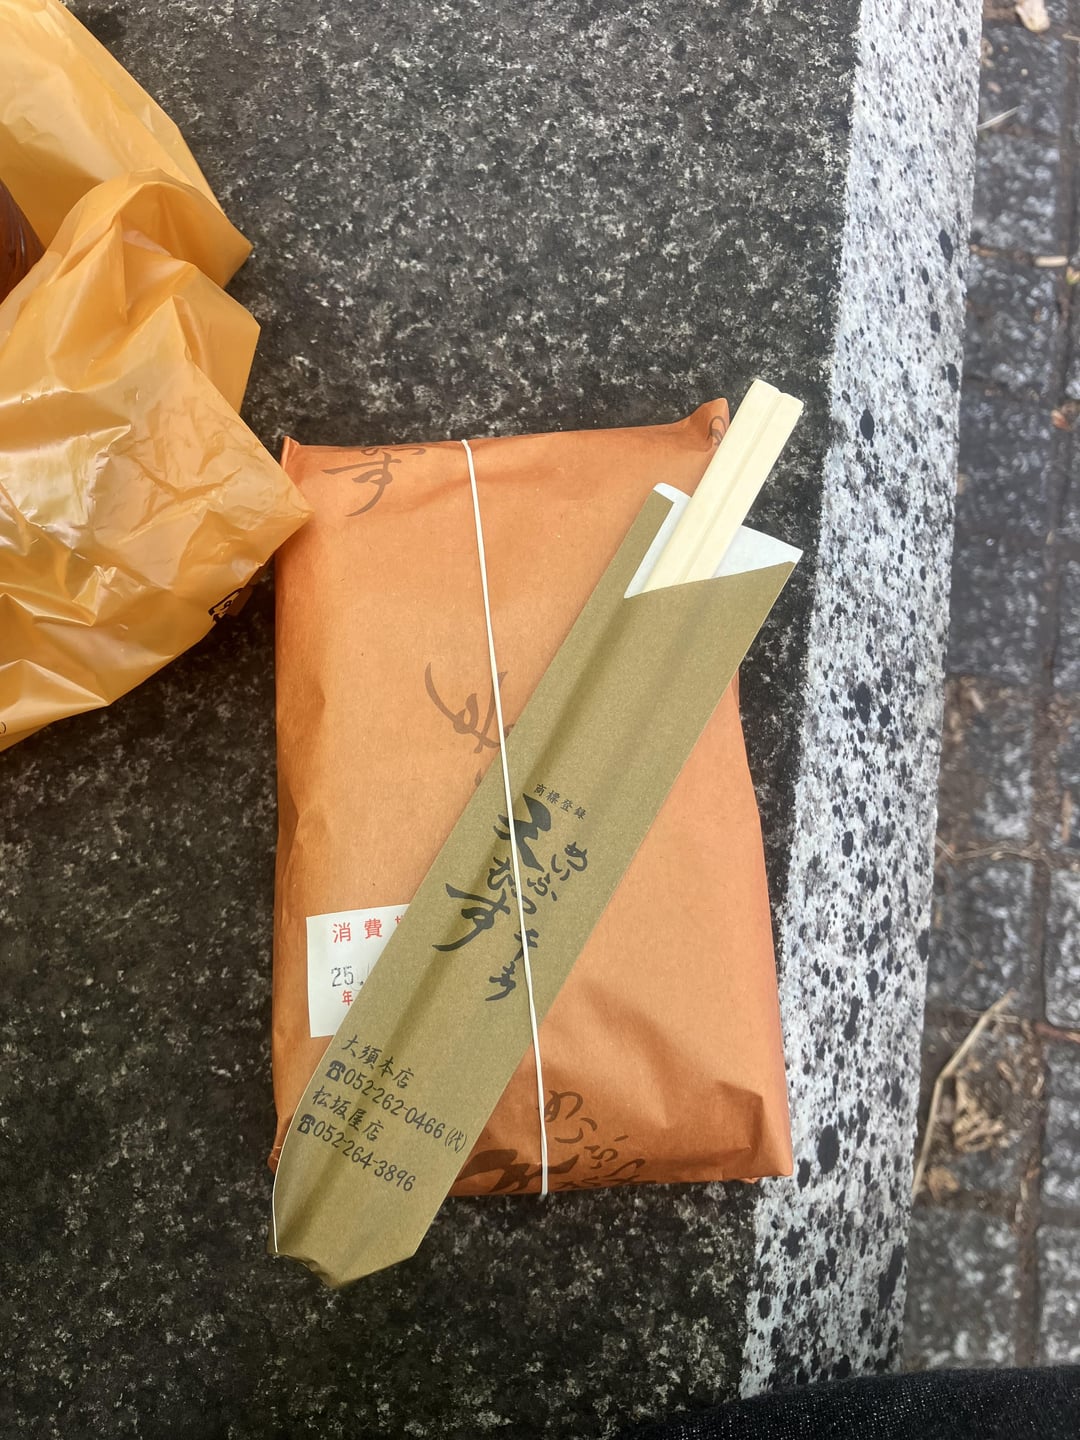 商標登録
めいふつ天むす
千寿
大須本店
☎052-262-0466(代)
松坂屋店
☎052-264-3896
消費
25.
年